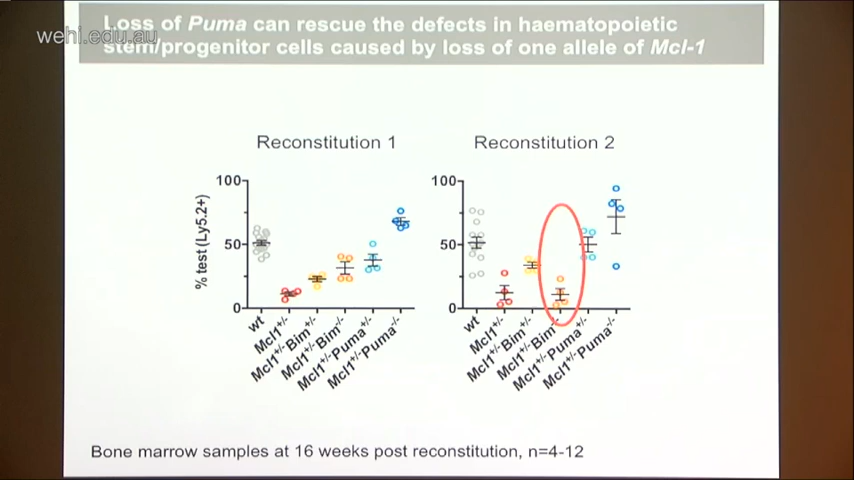 Loss of Puma can rescue the defects in haematopoietic
wehi.edu.au
stem/progenitor cells caused by loss of one allele of Mcl-1
Reconstitution 1
Reconstitution 2
% test (Ly5.2+)
100
50
0
100
50
0
wt
Mcl1+/-
Mcl1+/-Bim+/-
Mcl1+/-Bim-/-
Mcl1+/-Puma+/-
Mcl1+/-Puma-/-
wt
Mcl1+/-
Mcl1+/-Bim+/-
Mcl1+/-Bim-/-
Mcl1+/-Puma+/-
Mcl1+/-Puma-/-
Bone marrow samples at 16 weeks post reconstitution, n=4-12